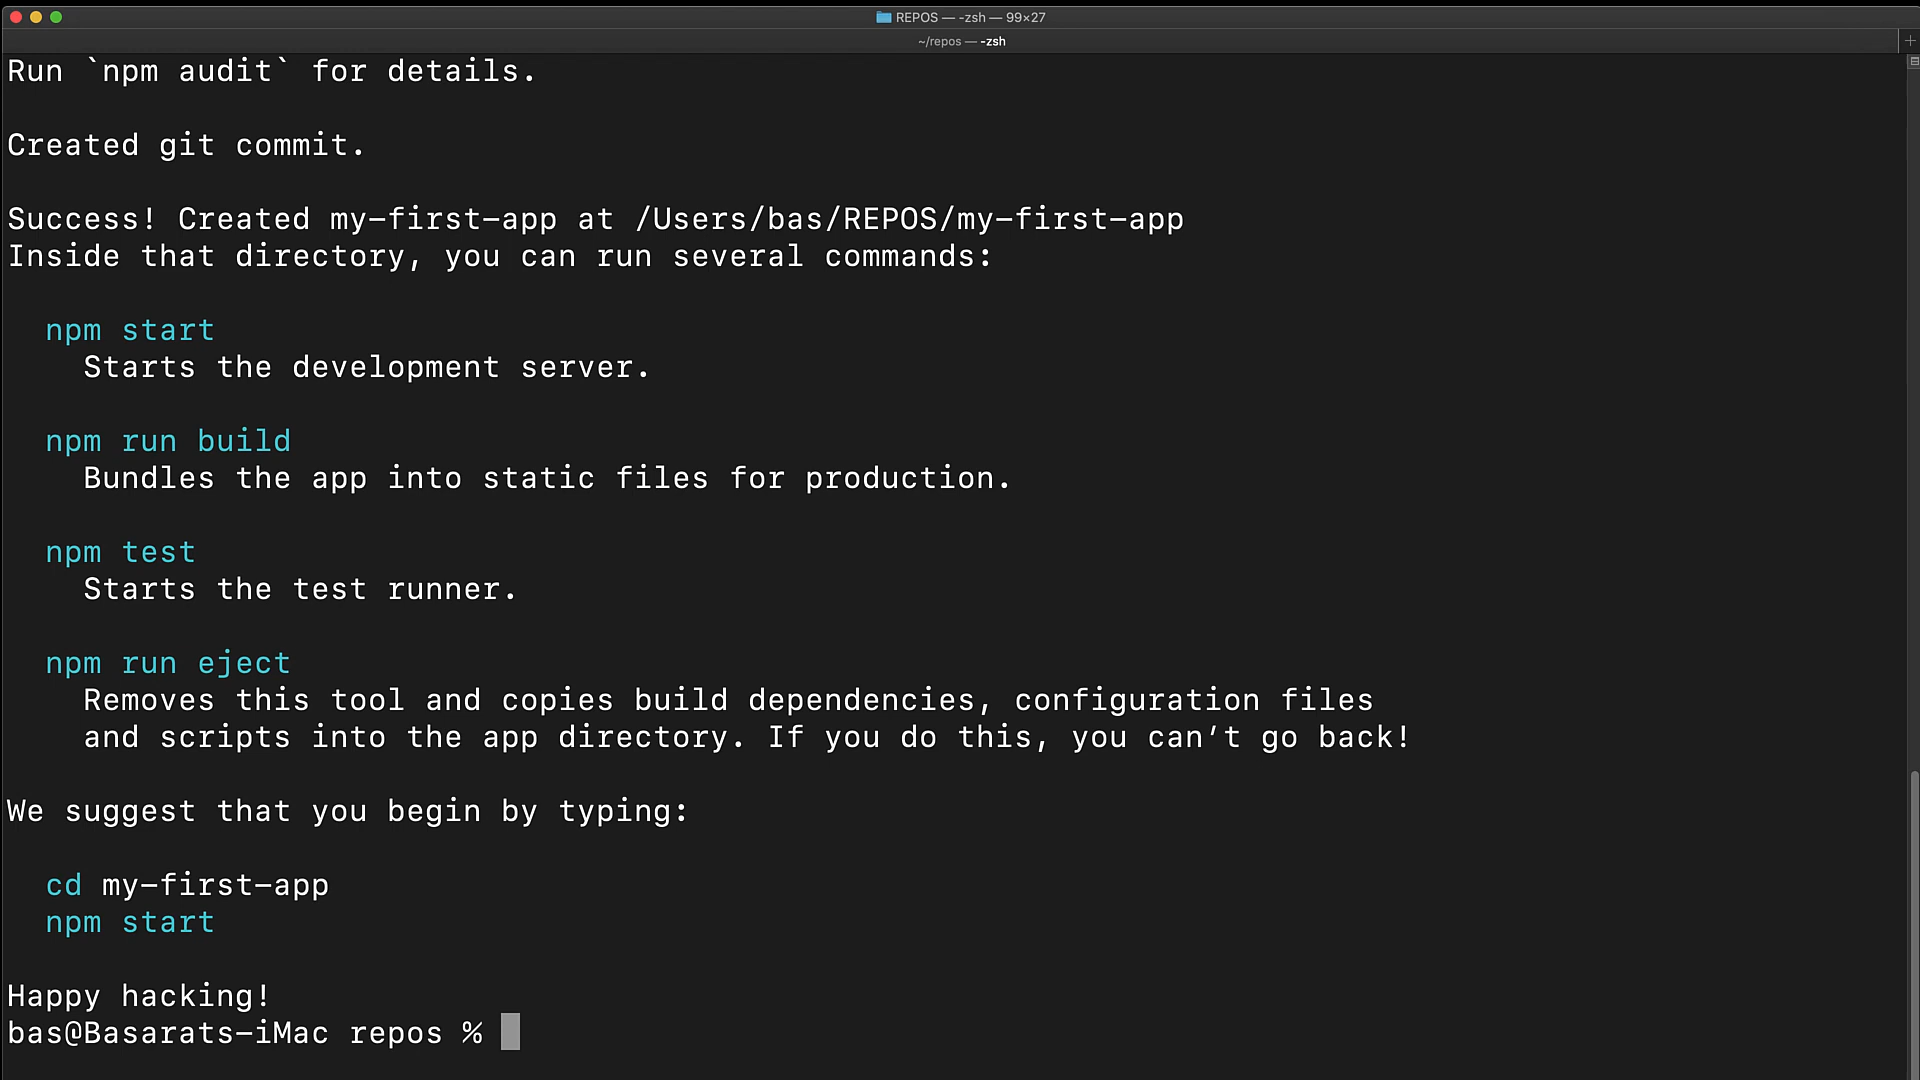 REPOS — -zsh — 99×27
~/repos — -zsh
Run `npm audit` for details.
Created git commit.
Success! Created my-first-app at /Users/bas/REPOS/my-first-app
Inside that directory, you can run several commands:
npm start
Starts the development server.
npm run build
Bundles the app into static files for production.
npm test
Starts the test runner.
npm run eject
Removes this tool and copies build dependencies, configuration files
and scripts into the app directory. If you do this, you can’t go back!
We suggest that you begin by typing:
cd my-first-app
npm start
Happy hacking!
bas@Basarats-iMac repos %